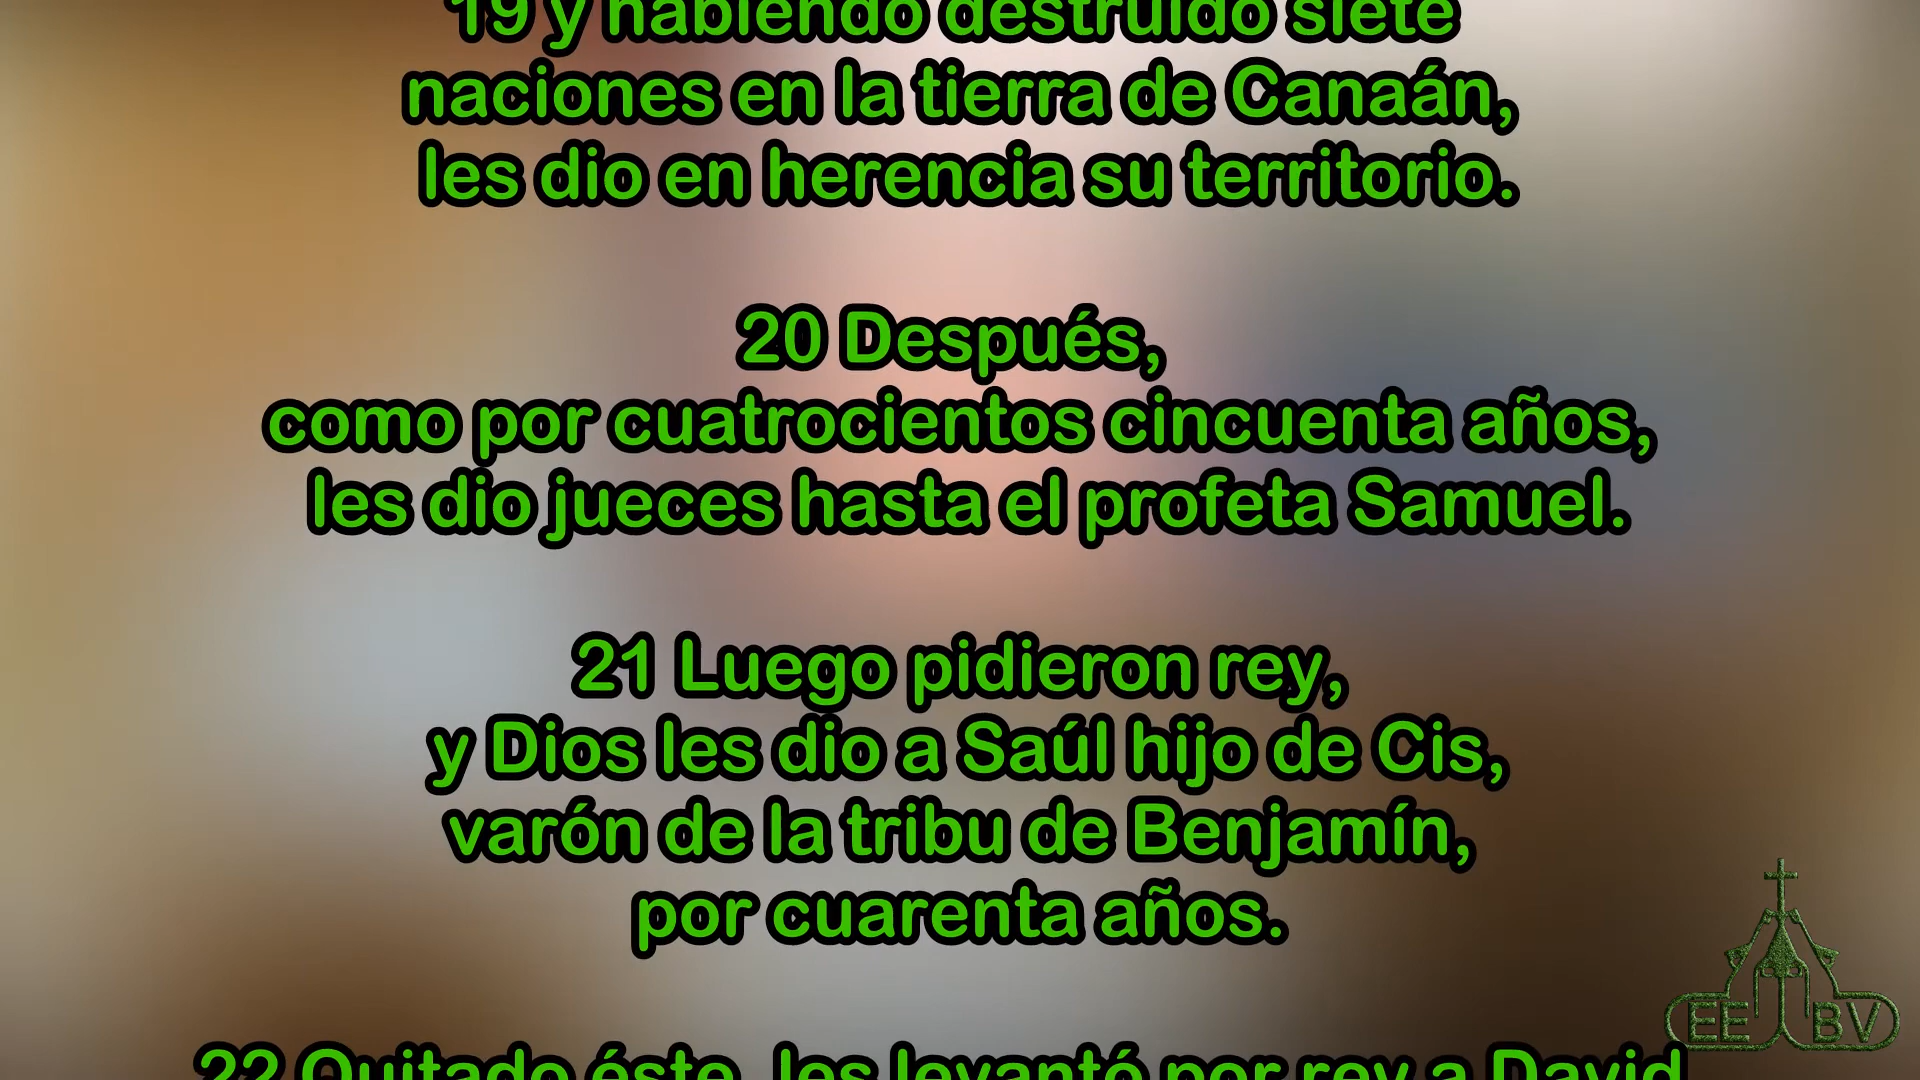 19 y habiendo destruido siete
naciones en la tierra de Canaán,
les dio en herencia su territorio.
20 Después,
como por cuatrocientos cincuenta años,
les dio jueces hasta el profeta Samuel.
21 Luego pidieron rey,
y Dios les dio a Saúl hijo de Cis,
varón de la tribu de Benjamín,
por cuarenta años.
22 Quitado éste, les levantó por rey a David
EE BV